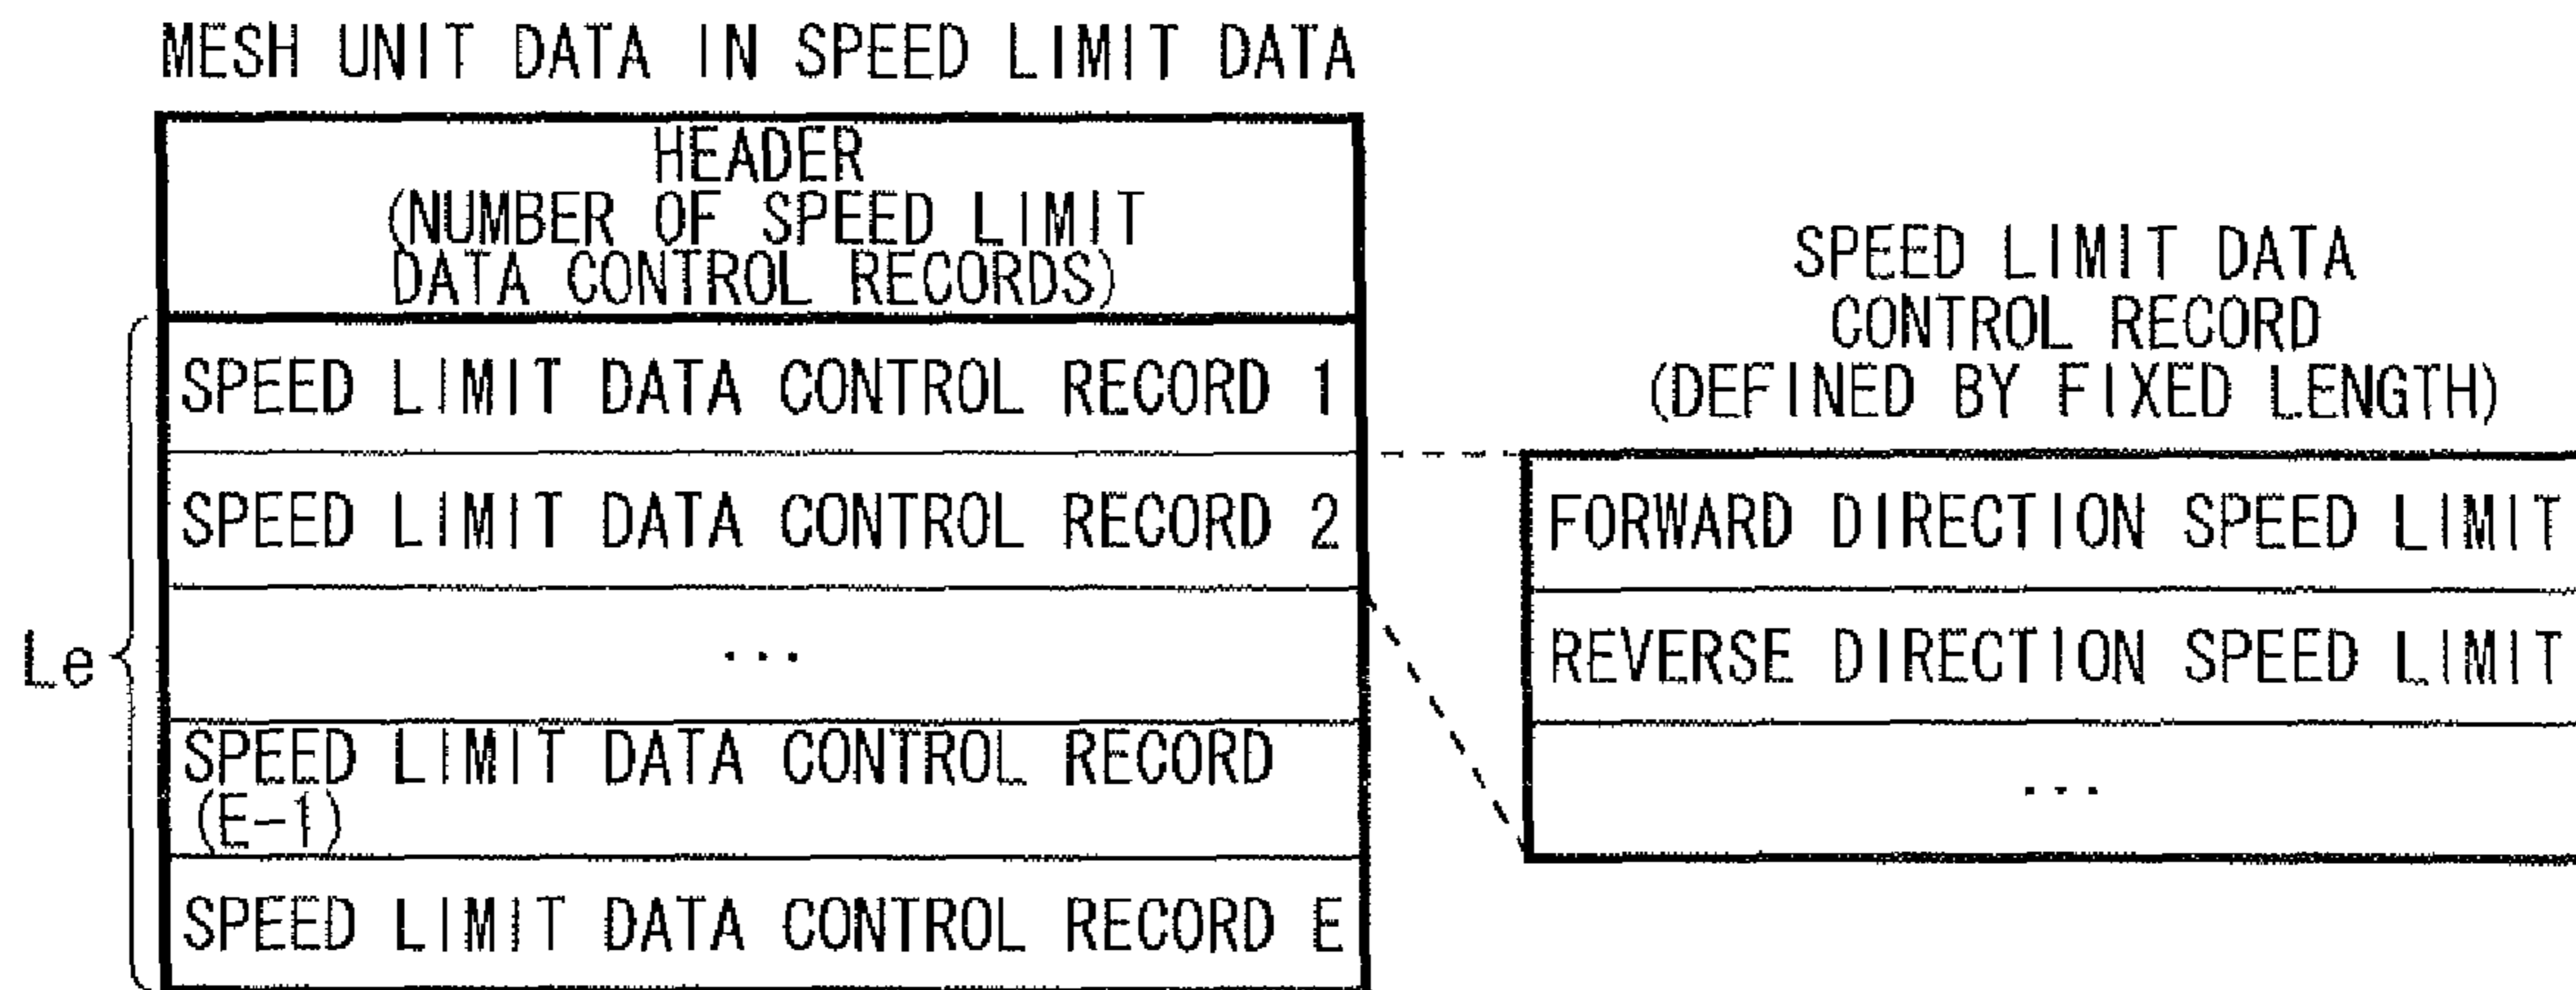 MESH UNIT DATA IN SPEED LIMIT DATA
HEADER
(NUMBER OF SPEED LIMIT
DATA CONTROL RECORDS)
SPEED LIMIT DATA CONTROL RECORD 1
SPEED LIMIT DATA CONTROL RECORD 2
...
SPEED LIMIT DATA CONTROL RECORD
(E-1)
SPEED LIMIT DATA CONTROL RECORD E
Le
SPEED LIMIT DATA
CONTROL RECORD
(DEFINED BY FIXED LENGTH)
FORWARD DIRECTION SPEED LIMIT
REVERSE DIRECTION SPEED LIMIT
...